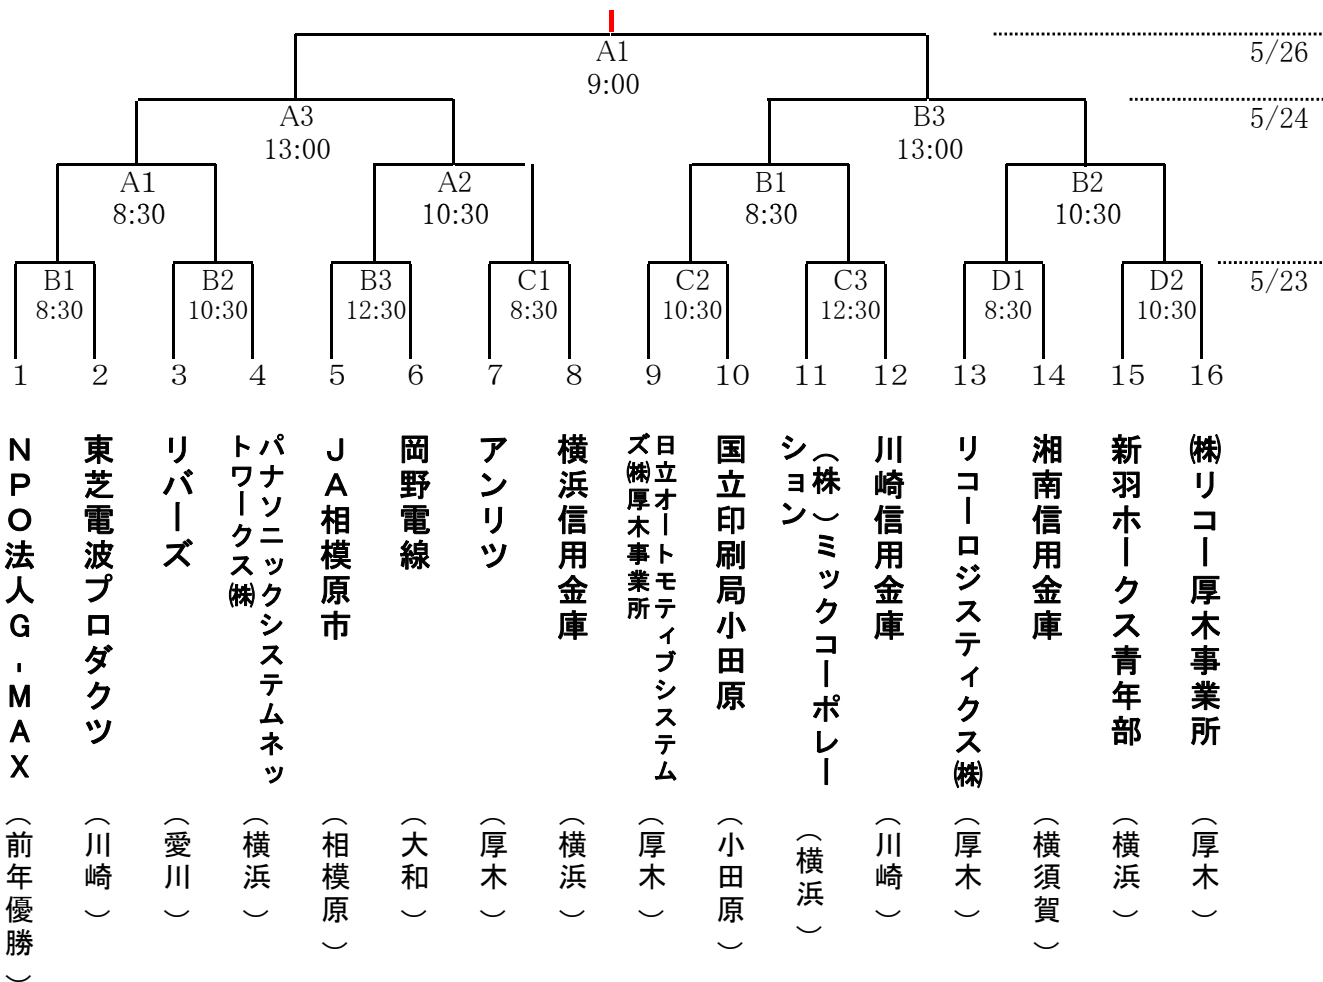 A1
5/26
9:00
A3
B3
5/24
13:00
13:00
A1
A2
B1
B2
8:30
10:30
8:30
10:30
B1
B2
B3
C1
C2
C3
D1
D2
5/23
8:30
10:30
12:30
8:30
10:30
12:30
8:30
10:30
1
2
3
4
5
6
7
8
9
10
11
12
13
14
15
16
NPO法人G-MAX
(前年優勝)
東芝電波プロダクツ
(川崎)
リバーズ
(愛川)
パナソニックシステムネッ
トワークス㈱
(横浜)
JA相模原市
(相模原)
岡野電線
(大和)
アンリツ
(厚木)
横浜信用金庫
(横浜)
日立オートモティブシステム
ズ㈱厚木事業所
(厚木)
国立印刷局小田原
(小田原)
(株)ミックコーポレー
ション
(横浜)
川崎信用金庫
(川崎)
リコーロジスティクス㈱
(厚木)
湘南信用金庫
(横須賀)
新羽ホークス青年部
(横浜)
㈱リコー厚木事業所
(厚木)